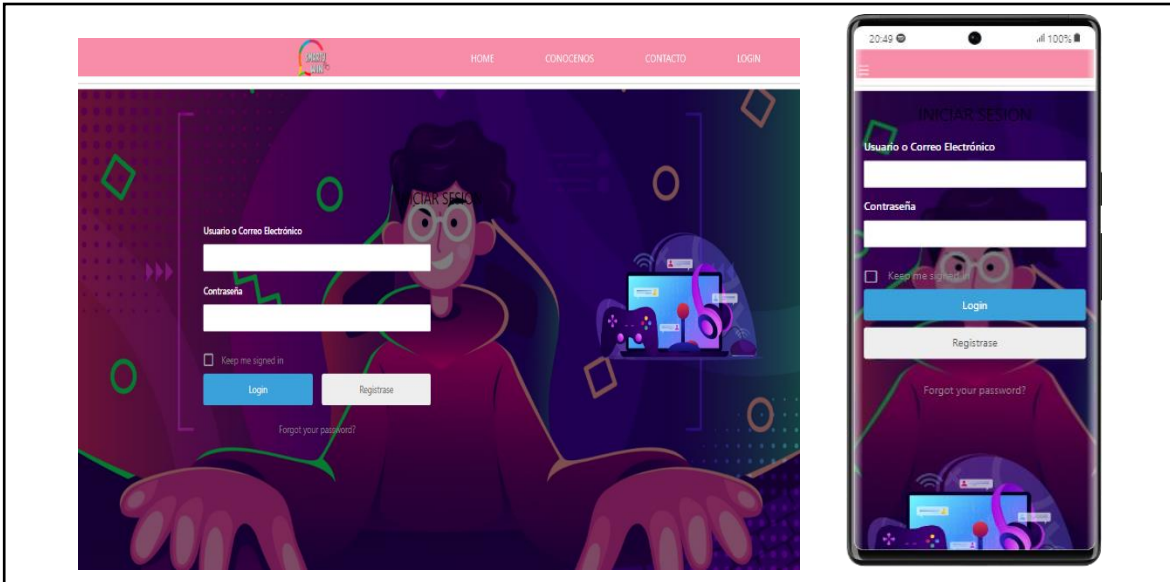 HOME CONOCENOS CONTACTO LOGIN
INICIAR SESION
Usuario o Correo Electrónico
Contraseña
Keep me signed in
Login Registrase
Forgot your password?
20:49 100%
INICIAR SESION
Usuario o Correo Electrónico
Contraseña
Keep me signed in
Login
Registrase
Forgot your password?